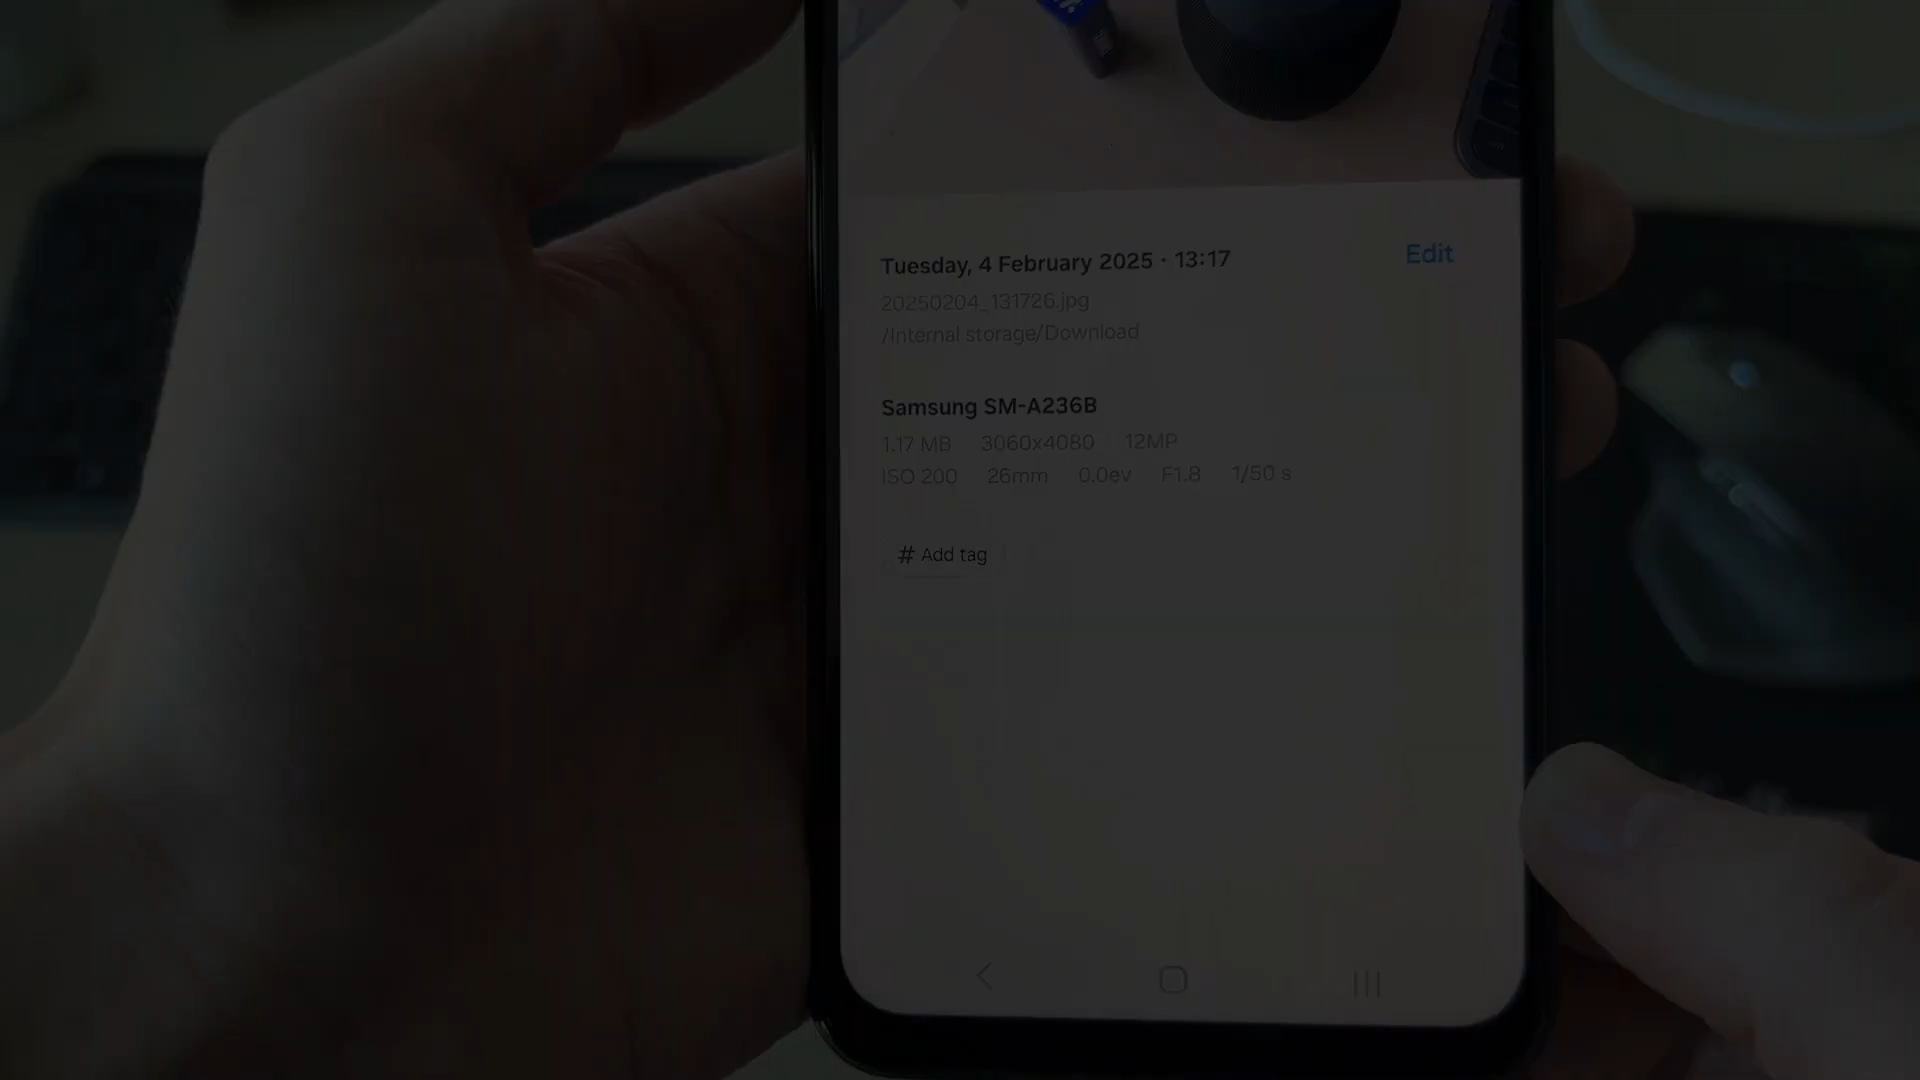 Tuesday, 4 February 2025 · 13:17
Edit
20250204_131726.jpg
/Internal storage/Download
Samsung SM-A236B
1.17 MB 3060x4080 12MP
ISO 200 26mm 0.0ev F1.8 1/50 s
# Add tag